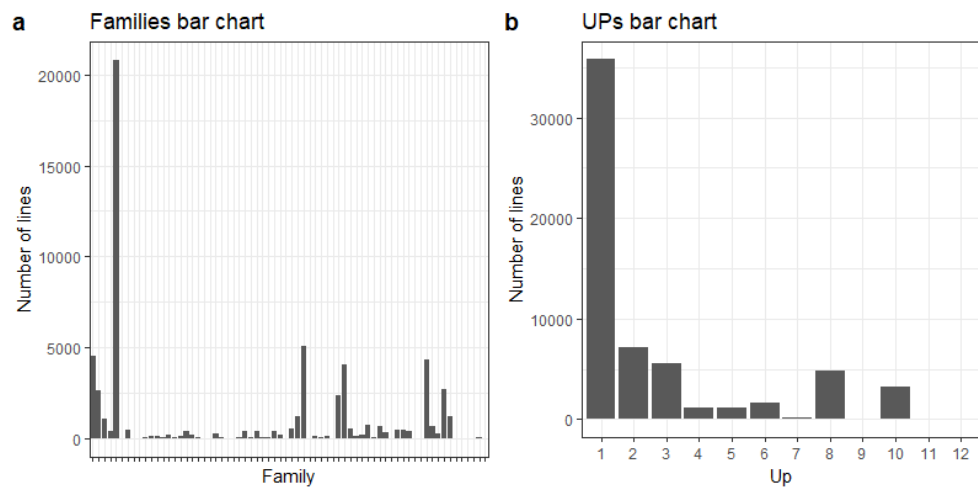 a Families bar chart
Number of lines
20000
15000
10000
5000
0
Family
b UPs bar chart
Number of lines
30000
20000
10000
0
1 2 3 4 5 6 7 8 9 10 11 12
Up